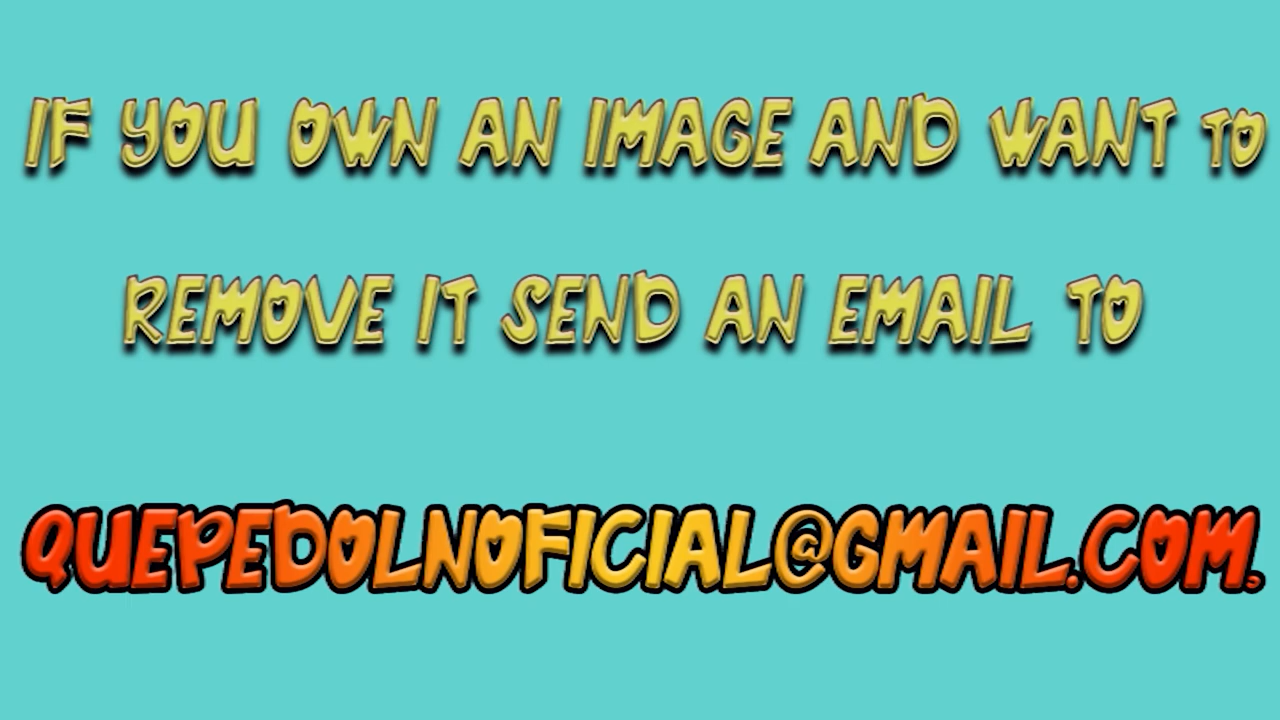 IF YOU OWN AN IMAGE AND WANT TO
REMOVE IT SEND AN EMAIL TO
QUEPEDOLNOFICIAL@GMAIL.COM.